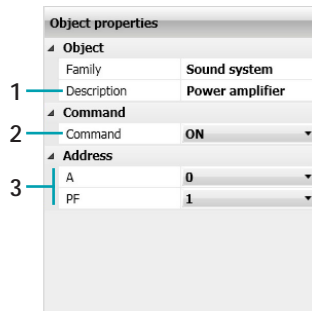 Object properties
Object
Family Sound system
1 Description Power amplifier
Command
2 Command ON
Address
3
A 0
PF 1